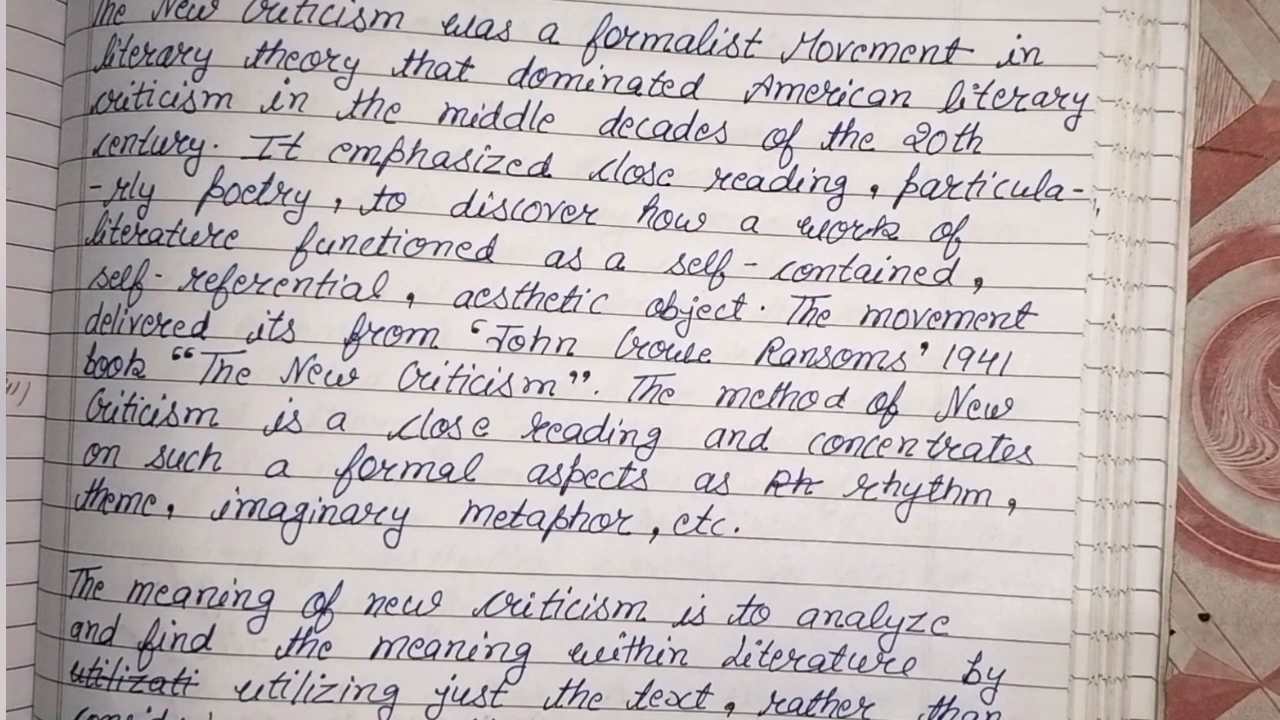 The New Criticism was a formalist Movement in
literary theory that dominated American literary
criticism in the middle decades of the 20th
century. It emphasized close reading, particula-
-rly poetry, to discover how a work of
literature functioned as a self-contained,
self-referential, aesthetic object. The movement
delivered its from 'John Crowe Ransoms' 1941
book "The New Criticism". The method of New
Criticism is a close reading and concentrates
on such a formal aspects as Rh rhythm,
theme, imaginary metaphor, etc.
The meaning of new criticism is to analyze
and find the meaning within literature by
utilizati utilizing just the text, rather than